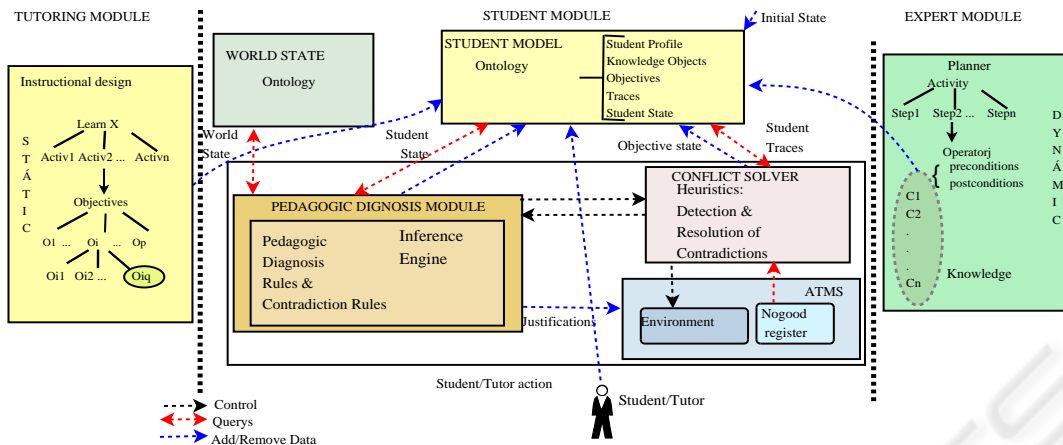 TUTORING MODULE
STUDENT MODULE
EXPERT MODULE
Initial State
Instructional design
Learn X
Activ1 Activ2 ... Activn
Objectives
O1 ... Oi ... Op
Oi1 Oi2 ... Oiq
S
T
Á
T
I
C
WORLD STATE
Ontology
STUDENT MODEL
Ontology
Student Profile
Knowledge Objects
Objectives
Traces
Student State
World
State
Student
State
Objective state
Student
Traces
PEDAGOGIC DIGNOSIS MODULE
Pedagogic
Diagnosis
Rules &
Contradiction Rules
Inference
Engine
CONFLICT SOLVER
Heuristics:
Detection &
Resolution of
Contradictions
Justifications
ATMS
Environment
Nogood
register
Planner
Activity
Step1 Step2 ... Stepn
Operatorj
preconditions
postconditions
{
C1
C2
.
.
.
Cn
Knowledge
D
Y
N
Á
M
I
C
Student/Tutor action
Student/Tutor
Control
Querys
Add/Remove Data